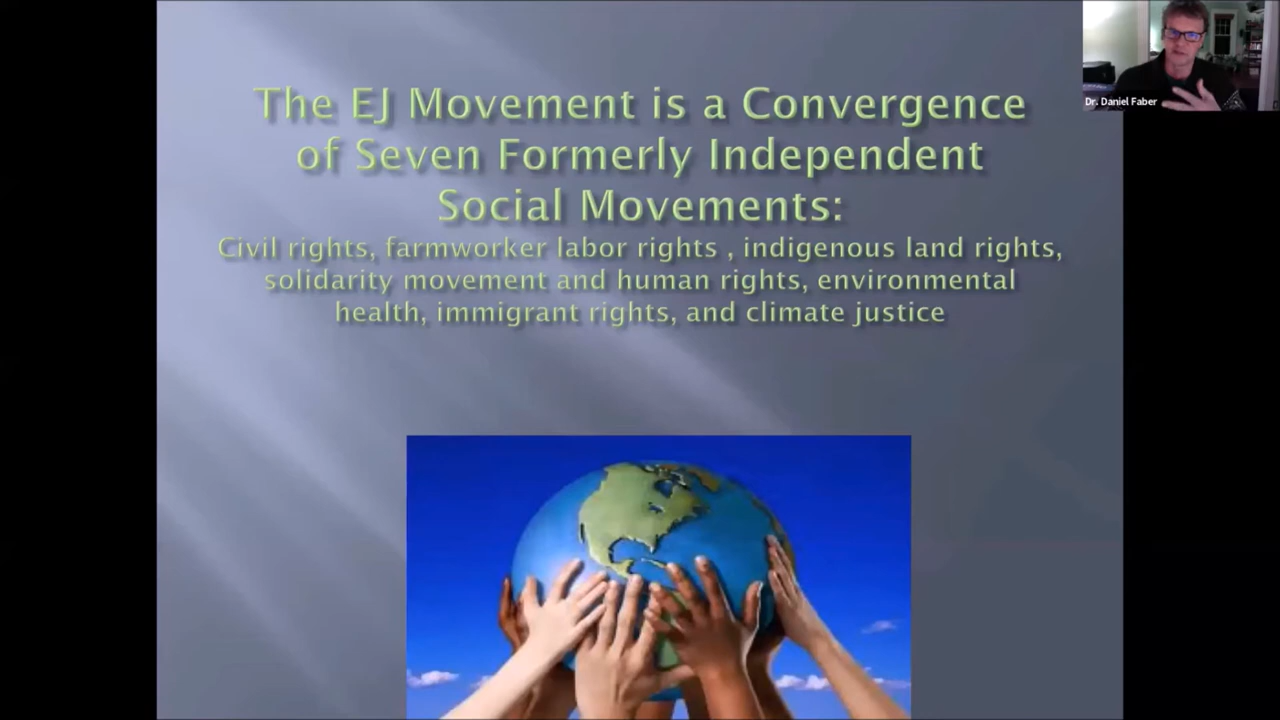 The EJ Movement is a Convergence
of Seven Formerly Independent
Social Movements:
Civil rights, farmworker labor rights , indigenous land rights,
solidarity movement and human rights, environmental
health, immigrant rights, and climate justice
Dr. Daniel Faber